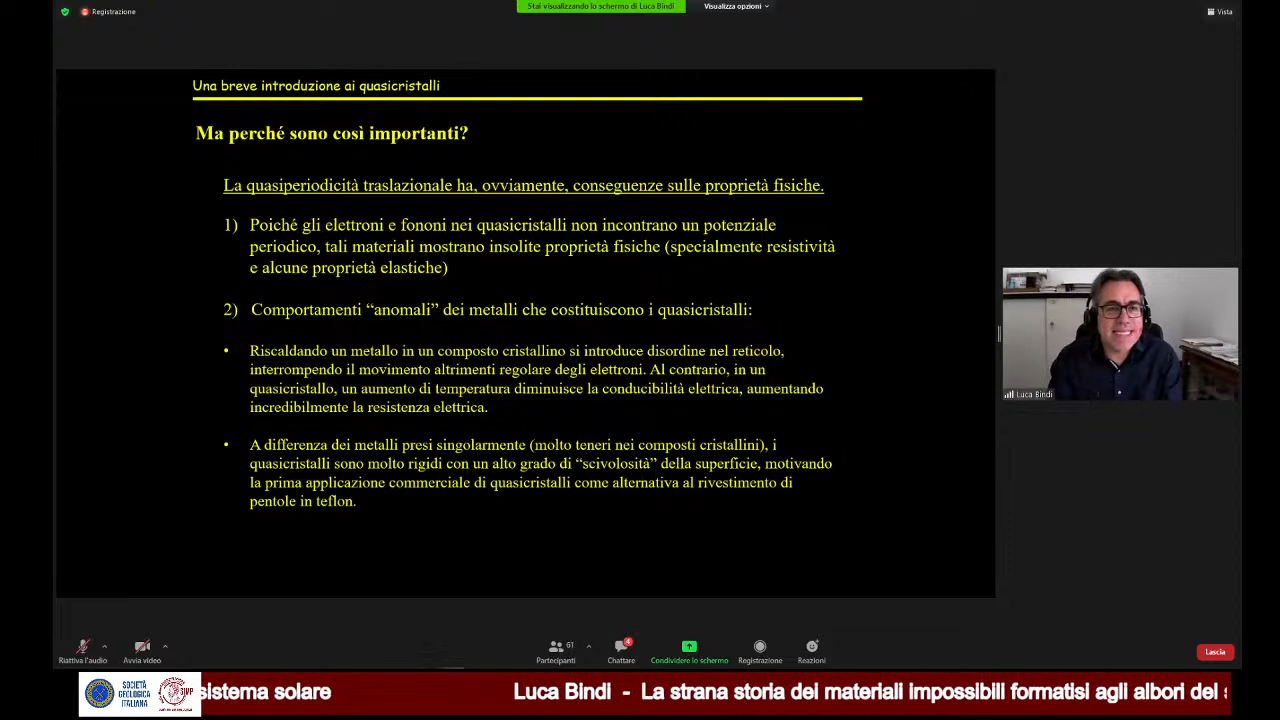 Registrazione
Stai visualizzando lo schermo di Luca Bindi
Visualizza opzioni
Vista
Una breve introduzione ai quasicristalli
Ma perché sono così importanti?
La quasiperiodicità traslazionale ha, ovviamente, conseguenze sulle proprietà fisiche.
1) Poiché gli elettroni e fononi nei quasicristalli non incontrano un potenziale
periodico, tali materiali mostrano insolite proprietà fisiche (specialmente resistività
e alcune proprietà elastiche)
2) Comportamenti “anomali” dei metalli che costituiscono i quasicristalli:
• Riscaldando un metallo in un composto cristallino si introduce disordine nel reticolo,
interrompendo il movimento altrimenti regolare degli elettroni. Al contrario, in un
quasicristallo, un aumento di temperatura diminuisce la conducibilità elettrica, aumentando
incredibilmente la resistenza elettrica.
• A differenza dei metalli presi singolarmente (molto teneri nei composti cristallini), i
quasicristalli sono molto rigidi con un alto grado di “scivolosità” della superficie, motivando
la prima applicazione commerciale di quasicristalli come alternativa al rivestimento di
pentole in teflon.
Luca Bindi
Riattiva l'audio
Avvia video
61
Partecipanti
4
Chattare
Condividere lo schermo
Registrazione
Reazioni
Lascia
SOCIETÀ
GEOLOGICA
ITALIANA
sistema solare
Luca Bindi - La strana storia dei materiali impossibili formatisi agli albori del s